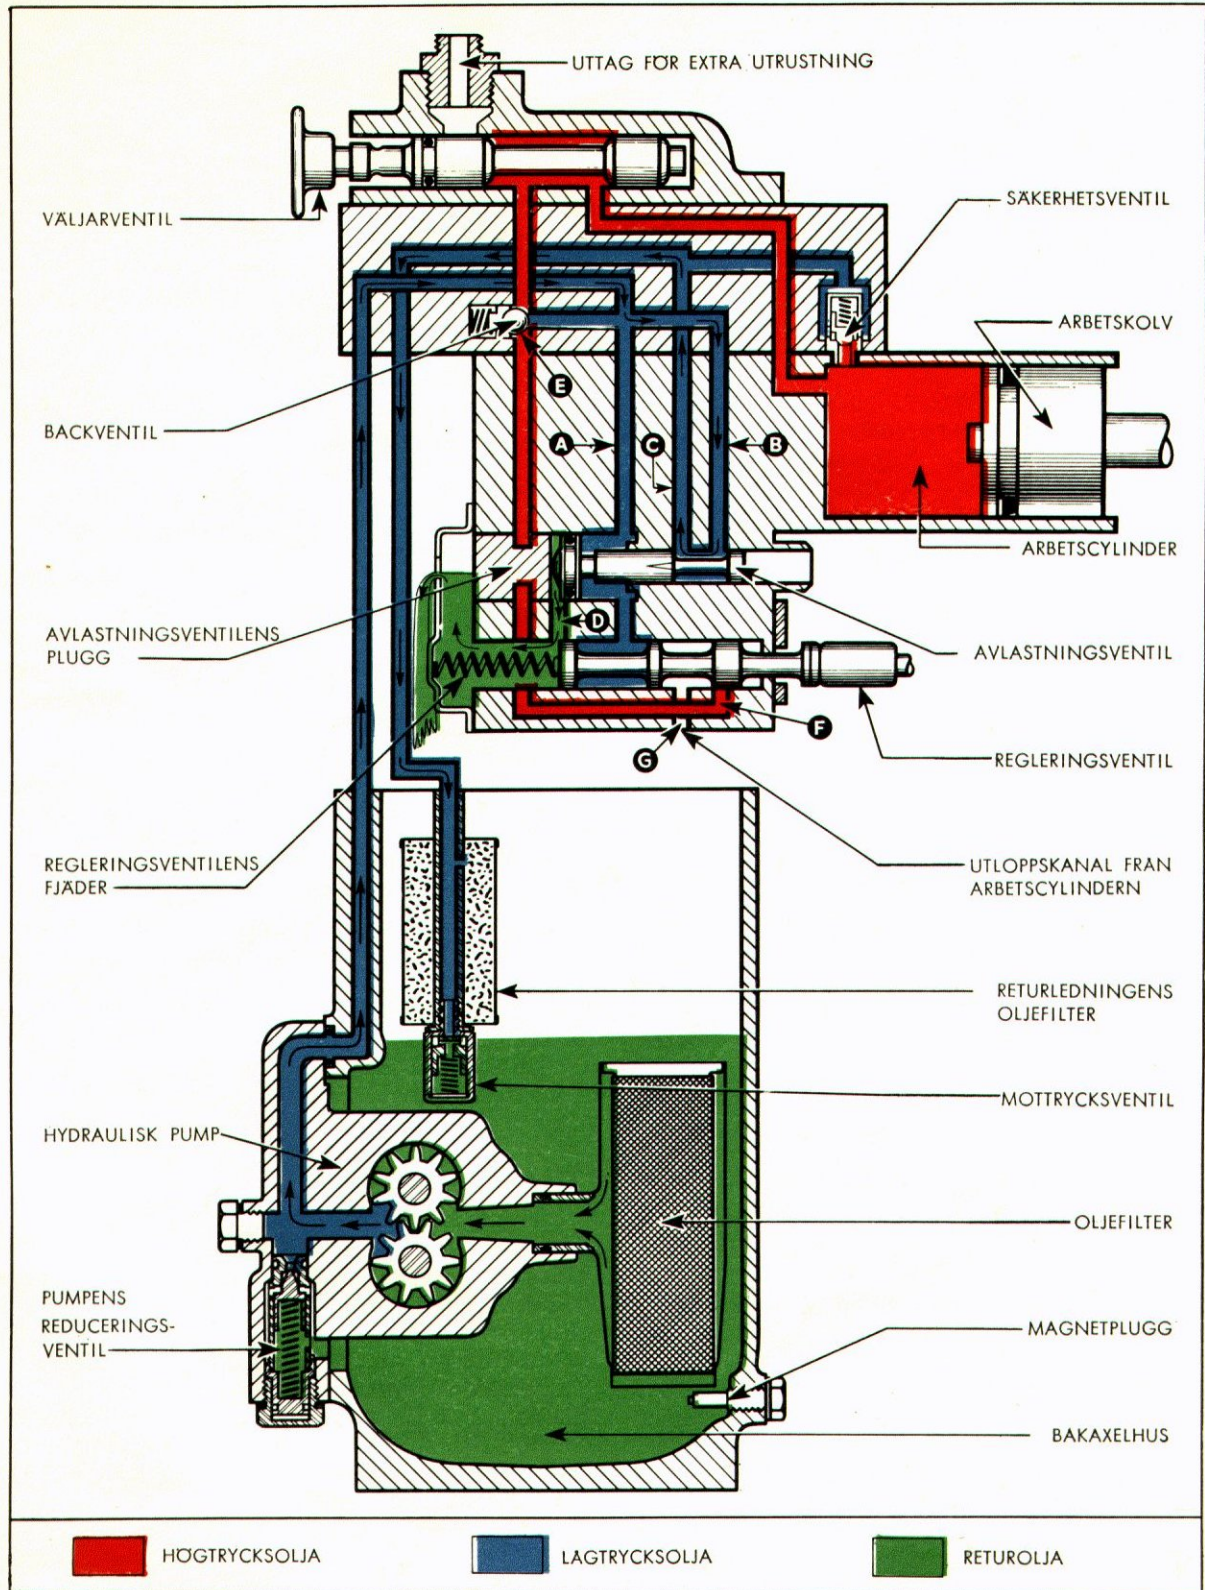 UTTAG FÖR EXTRA UTRUSTNING
VÄLJARVENTIL
SÄKERHETSVENTIL
ARBETSKOLV
BACKVENTIL
E
A
C
B
ARBETSCYLINDER
AVLASTNINGSVENTILENS
PLUGG
D
AVLASTNINGSVENTIL
F
G
REGLERINGSVENTIL
REGLERINGSVENTILENS
FJÄDER
UTLOPPSKANAL FRÅN
ARBETSCYLINDERN
RETURLEDNINGENS
OLJEFILTER
MOTTRYCKSVENTIL
HYDRAULISK PUMP
OLJEFILTER
PUMPENS
REDUCERINGS-
VENTIL
MAGNETPLUGG
BAKAXELHUS
HÖGTRYCKSOLJA
LÅGTRYCKSOLJA
RETUROLJA